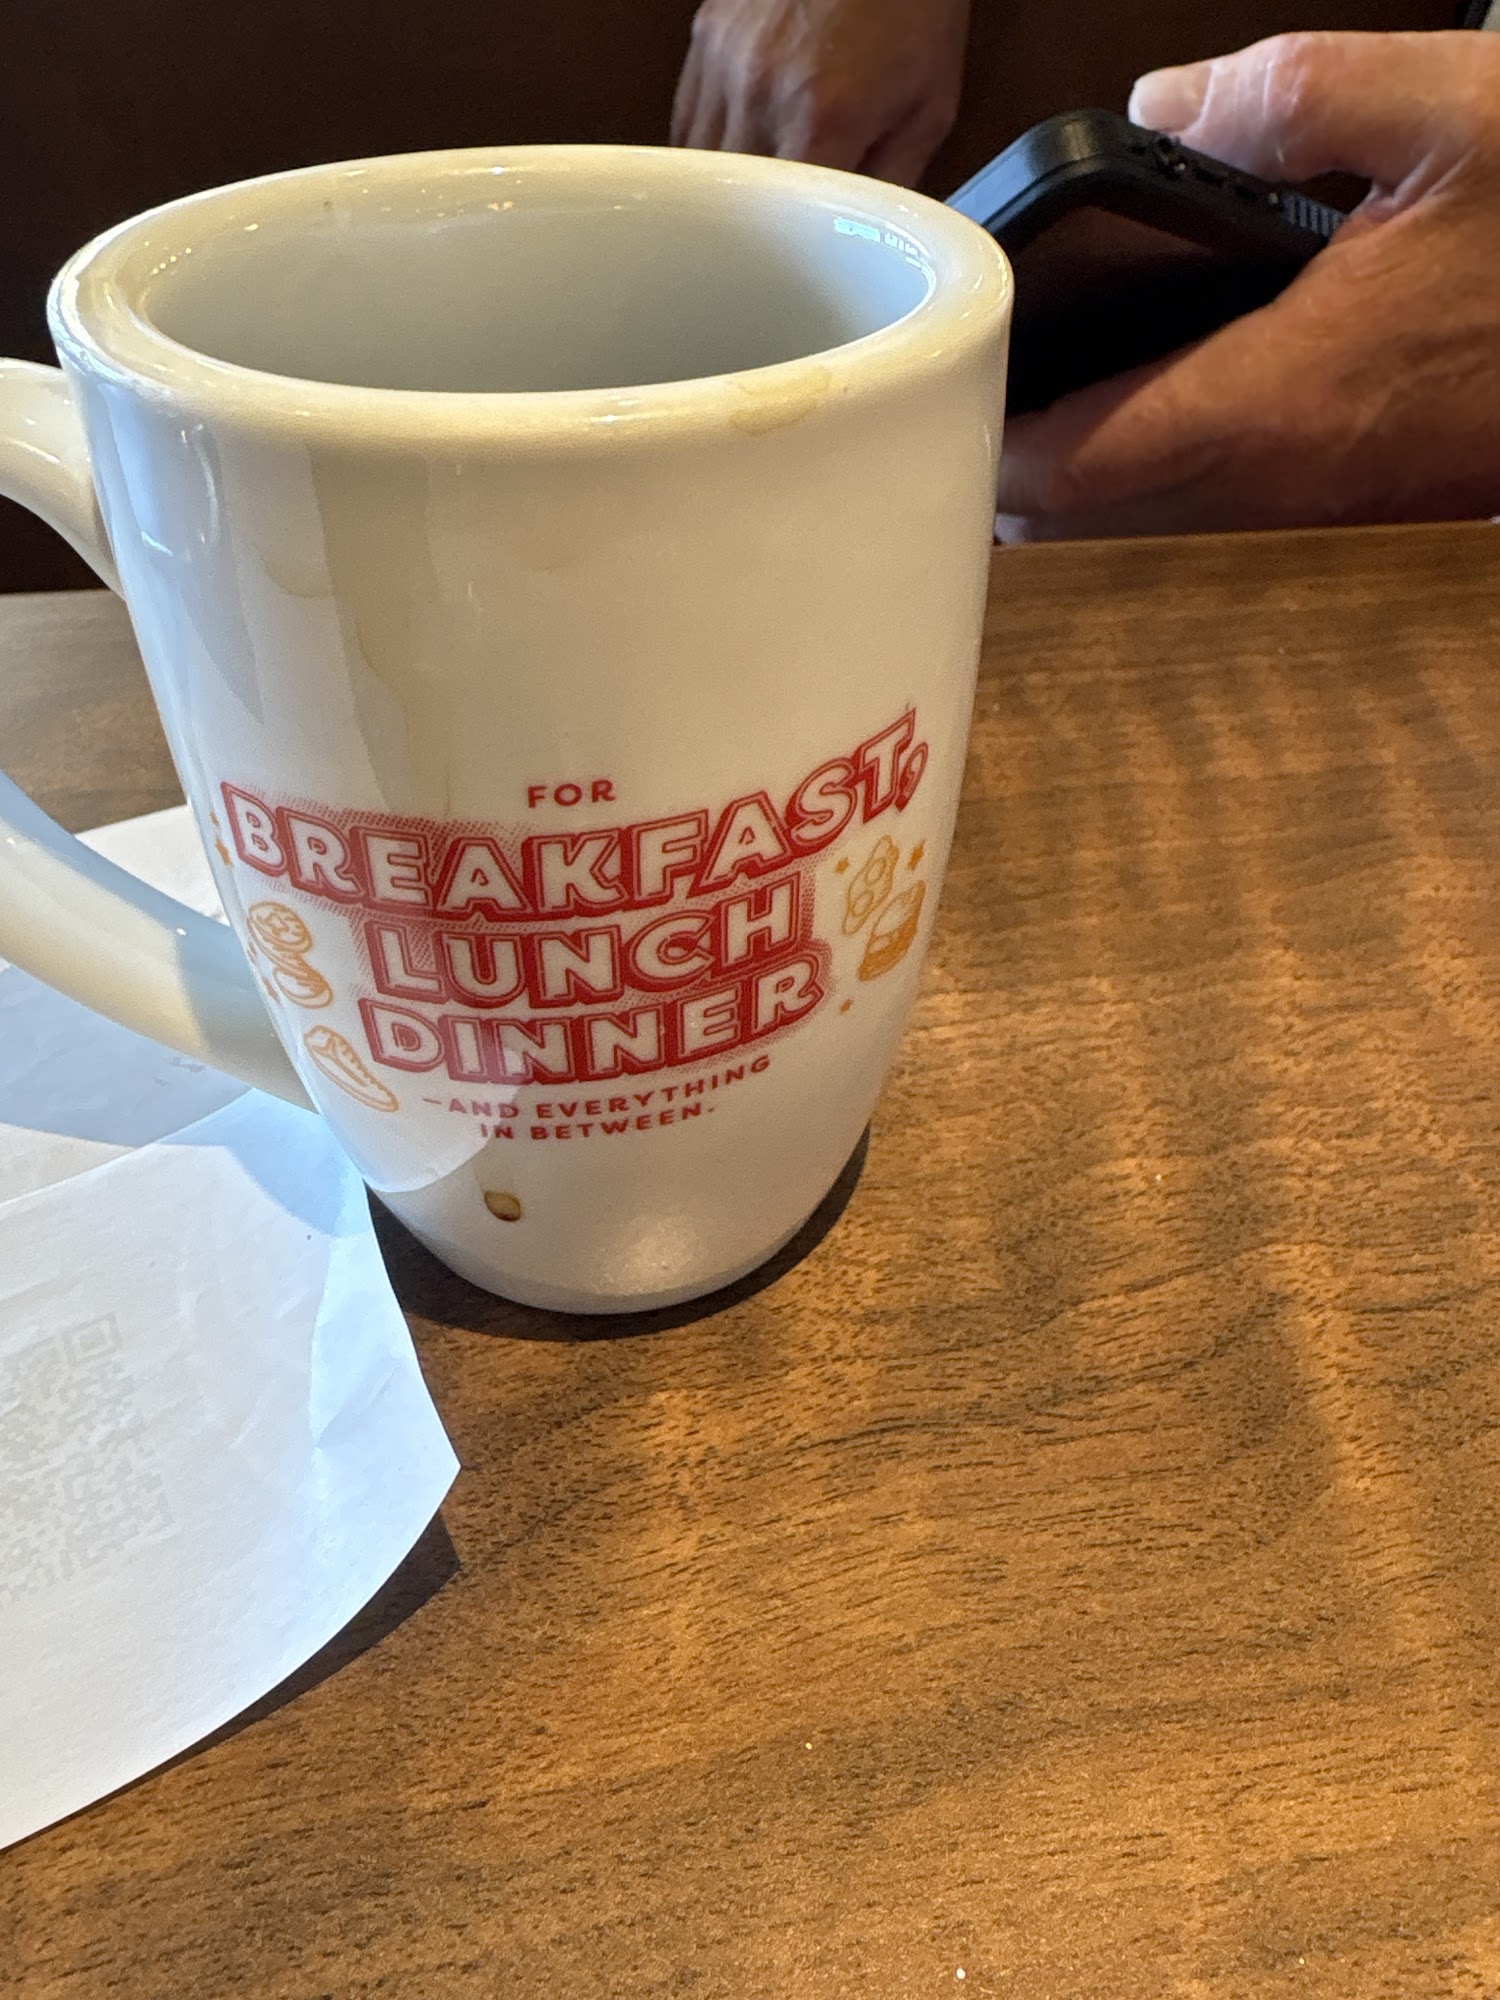 FOR
BREAKFAST,
LUNCH
DINNER
—AND EVERYTHING
IN BETWEEN.